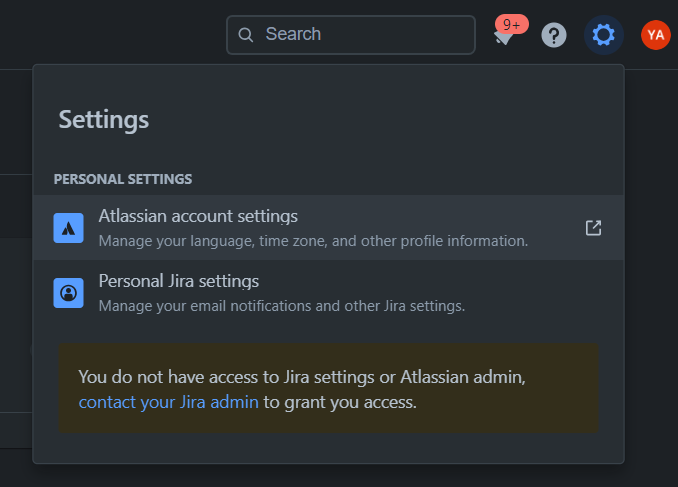 Search
9+
YA
Settings
PERSONAL SETTINGS
Atlassian account settings
Manage your language, time zone, and other profile information.
Personal Jira settings
Manage your email notifications and other Jira settings.
You do not have access to Jira settings or Atlassian admin,
contact your Jira admin to grant you access.